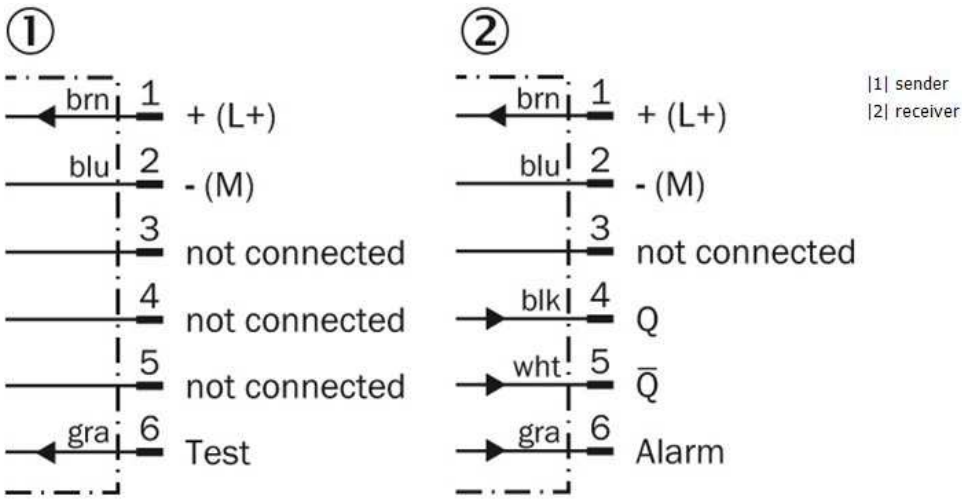 ①
brn 1 + (L+)
blu 2 - (M)
3 not connected
4 not connected
5 not connected
gra 6 Test
②
brn 1 + (L+)
blu 2 - (M)
3 not connected
blk 4 Q
wht 5 Q̅
gra 6 Alarm
|1| sender
|2| receiver